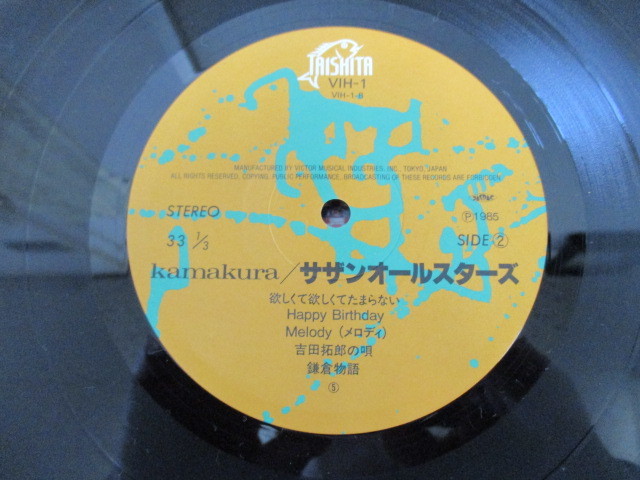 TAISHITA
VIH-1
VIH-1-B
MANUFACTURED BY VICTOR MUSICAL INDUSTRIES, INC., TOKYO, JAPAN
ALL RIGHTS RESERVED, COPYING, PUBLIC PERFORMANCE, BROADCASTING OF THESE RECORDS ARE FORBIDDEN
STEREO
Ⓟ1985
33 1/3
SIDE ②
kamakura/サザンオールスターズ
欲しくて欲しくてたまらない
Happy Birthday
Melody (メロディ)
吉田拓郎の唄
鎌倉物語
Ⓢ